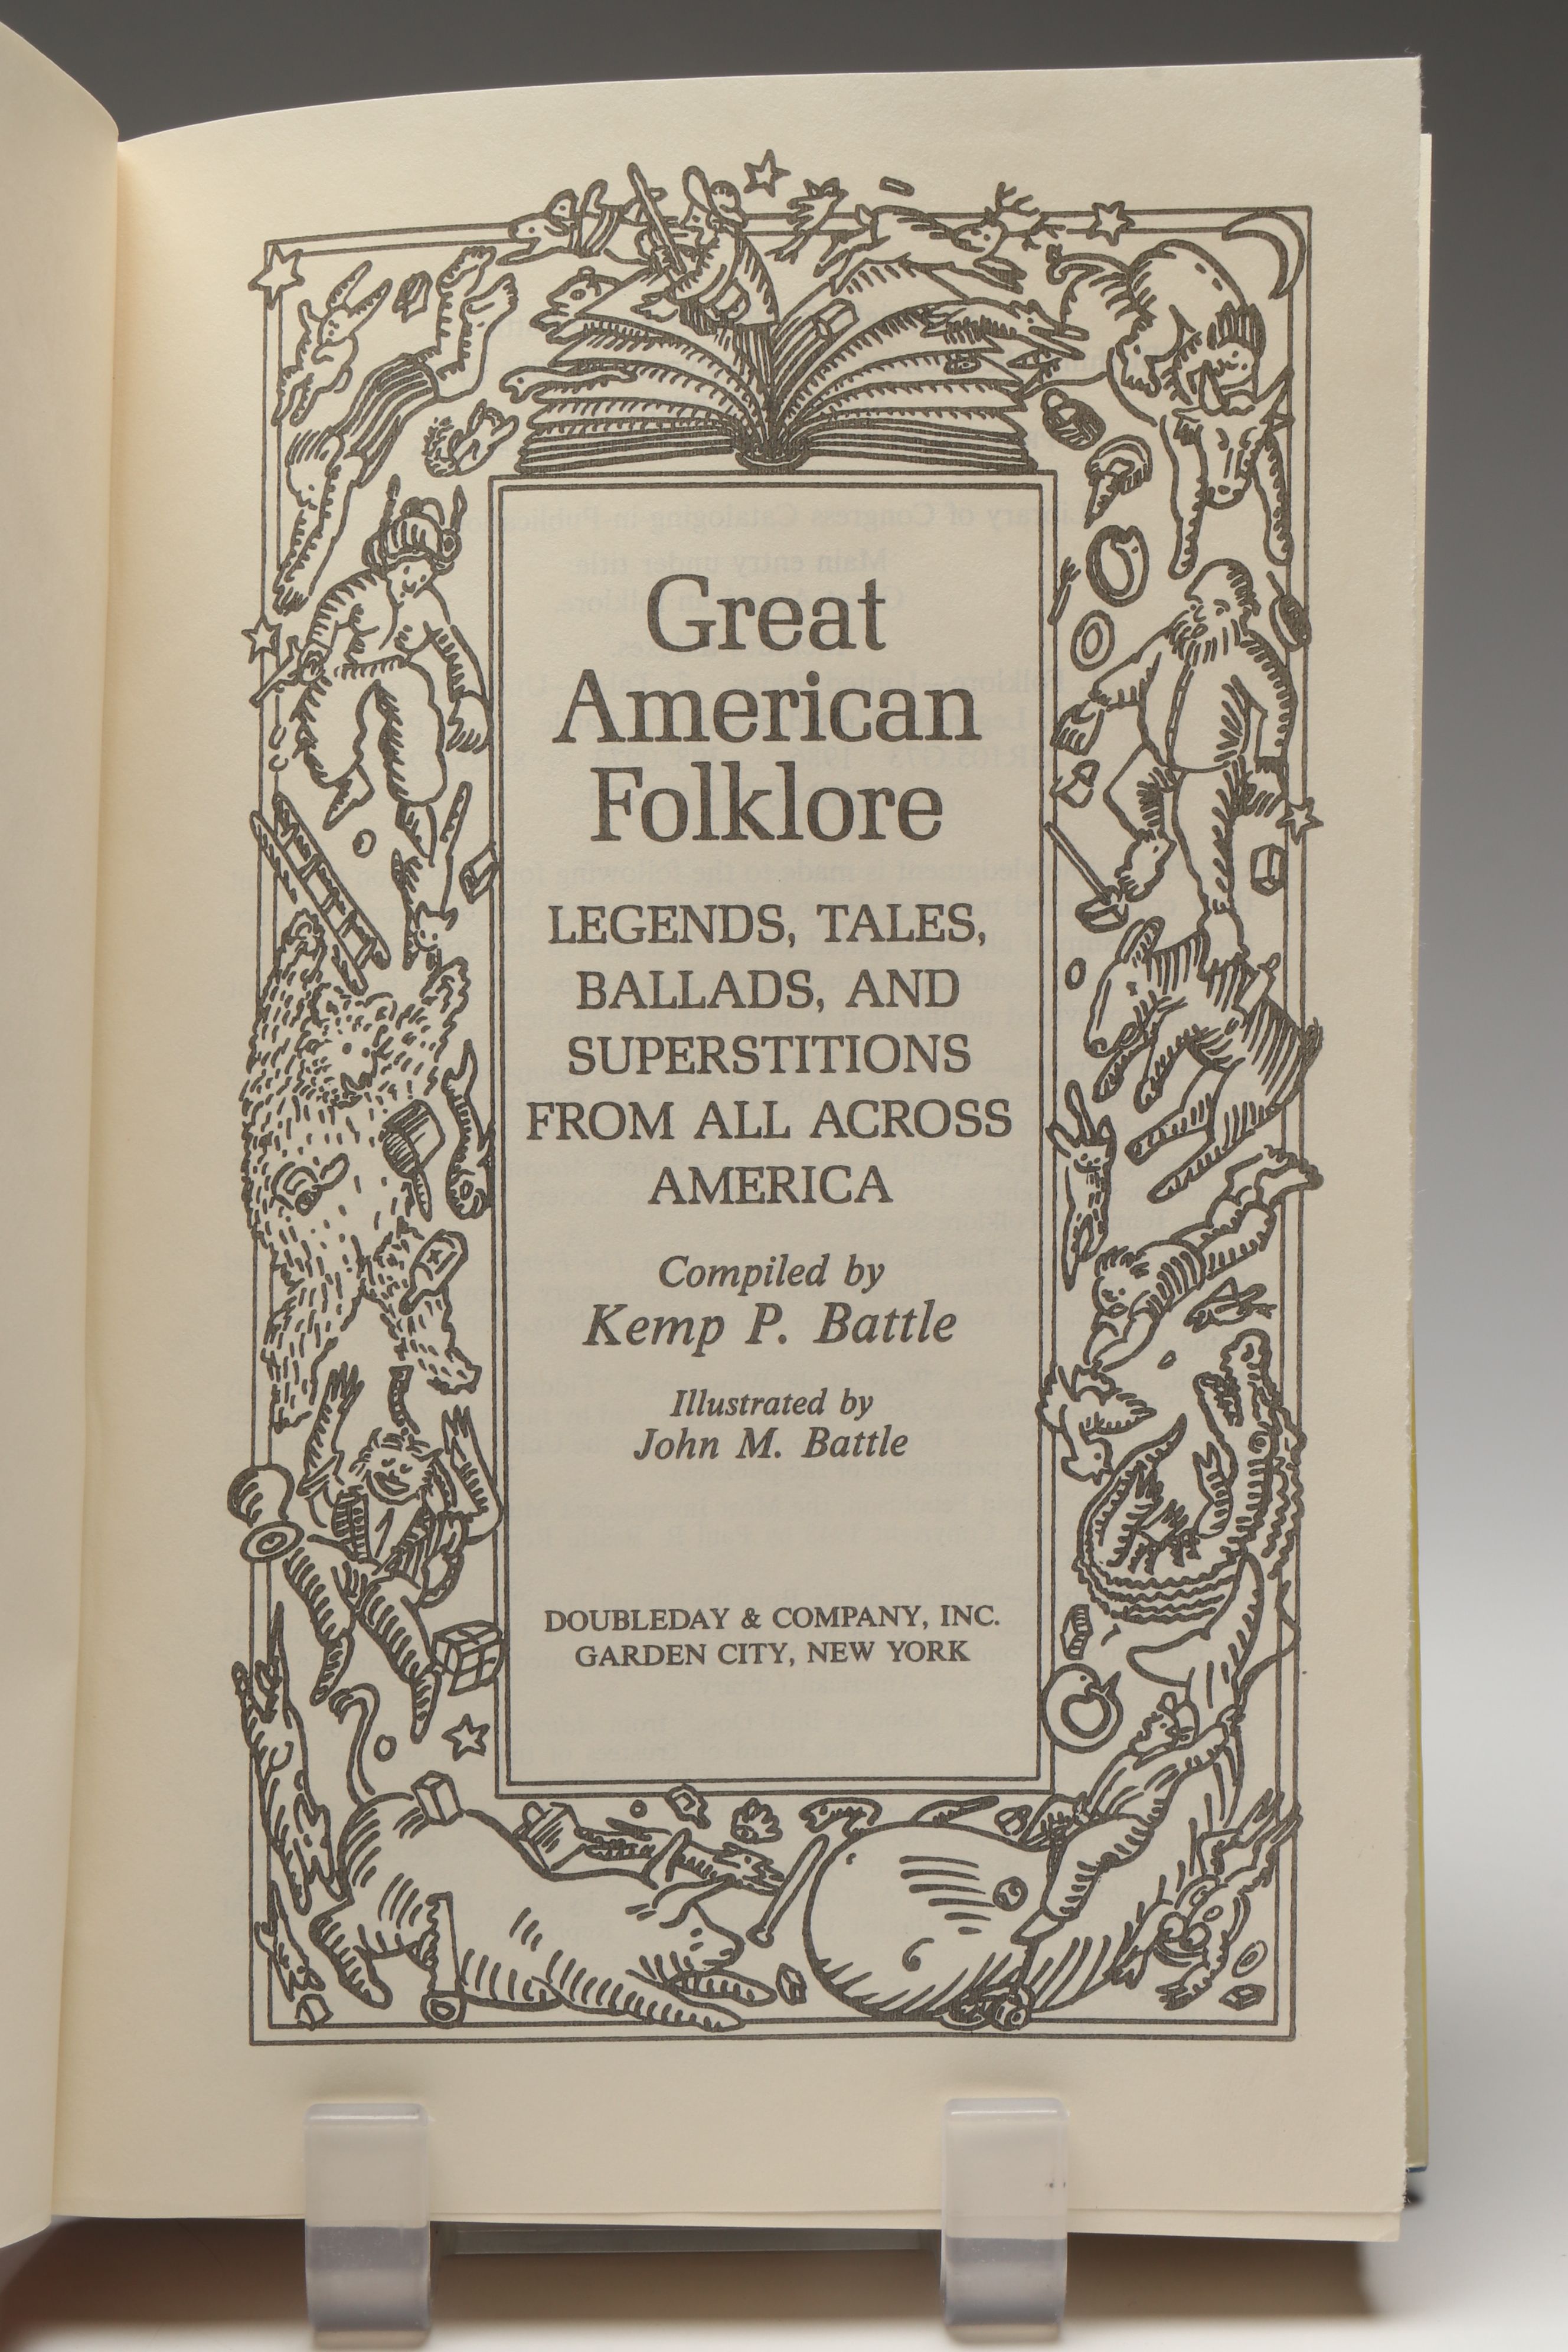 Great
American
Folklore
LEGENDS, TALES,
BALLADS, AND
SUPERSTITIONS
FROM ALL ACROSS
AMERICA
Compiled by
Kemp P. Battle
Illustrated by
John M. Battle
DOUBLEDAY & COMPANY, INC.
GARDEN CITY, NEW YORK